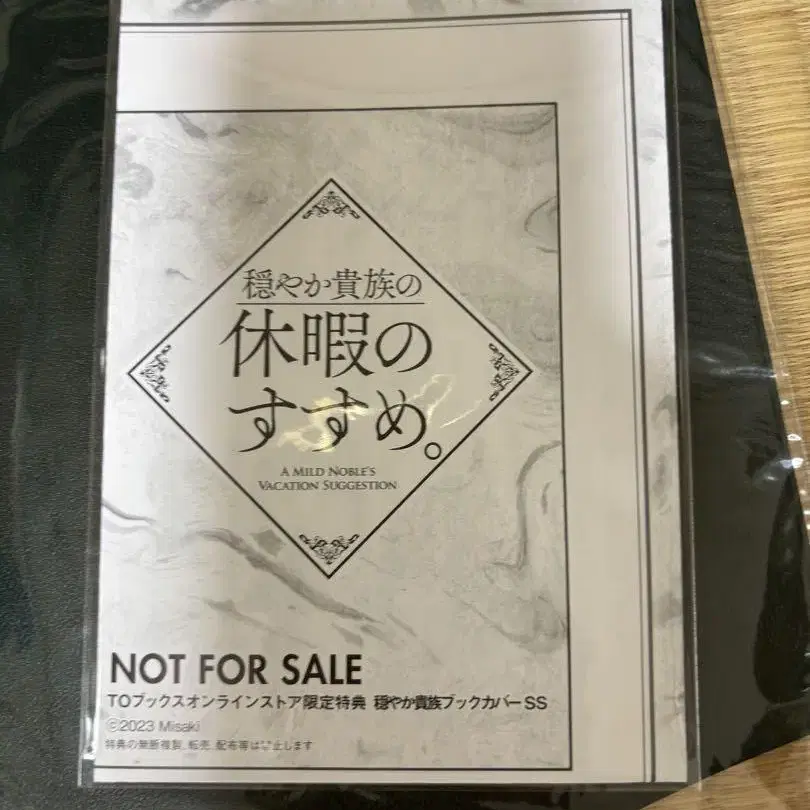 穏やか貴族の
休暇の
すすめ。
A MILD NOBLE'S
VACATION SUGGESTION
NOT FOR SALE
TOブックスオンラインストア限定特典 穏やか貴族ブックカバーSS
©2023 Misaki
特典の無断複製、転売、配布等は禁止します